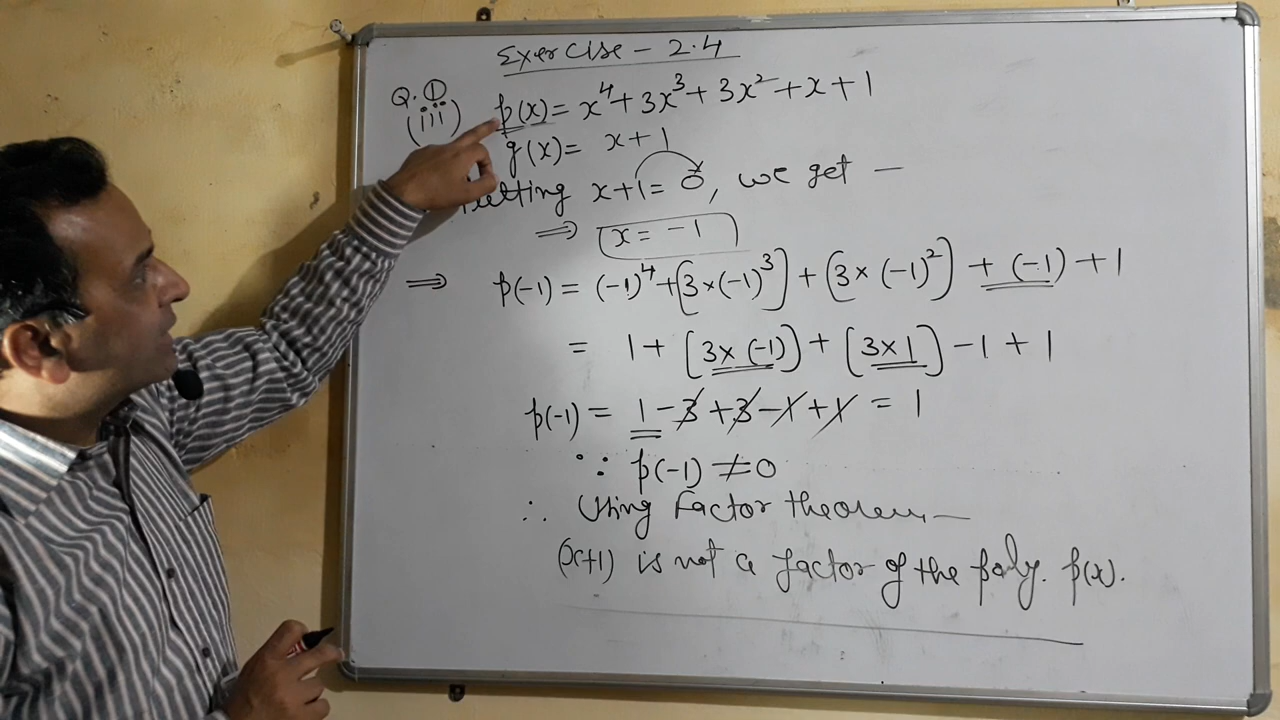 Exercise - 2.4
Q. ①
(iii) p(x) = x⁴ + 3x³ + 3x² + x + 1
g(x) = x + 1
Putting x+1 = 0, we get —
⇒ x = -1
⇒ p(-1) = (-1)⁴ + [3×(-1)³] + [3 × (-1)²] + (-1) + 1
= 1 + [3 × (-1)] + [3 × 1] - 1 + 1
p(-1) = 1 - 3 + 3 - 1 + 1 = 1
∵ p(-1) ≠ 0
∴ Using Factor theorem —
(x+1) is not a factor of the poly. p(x).